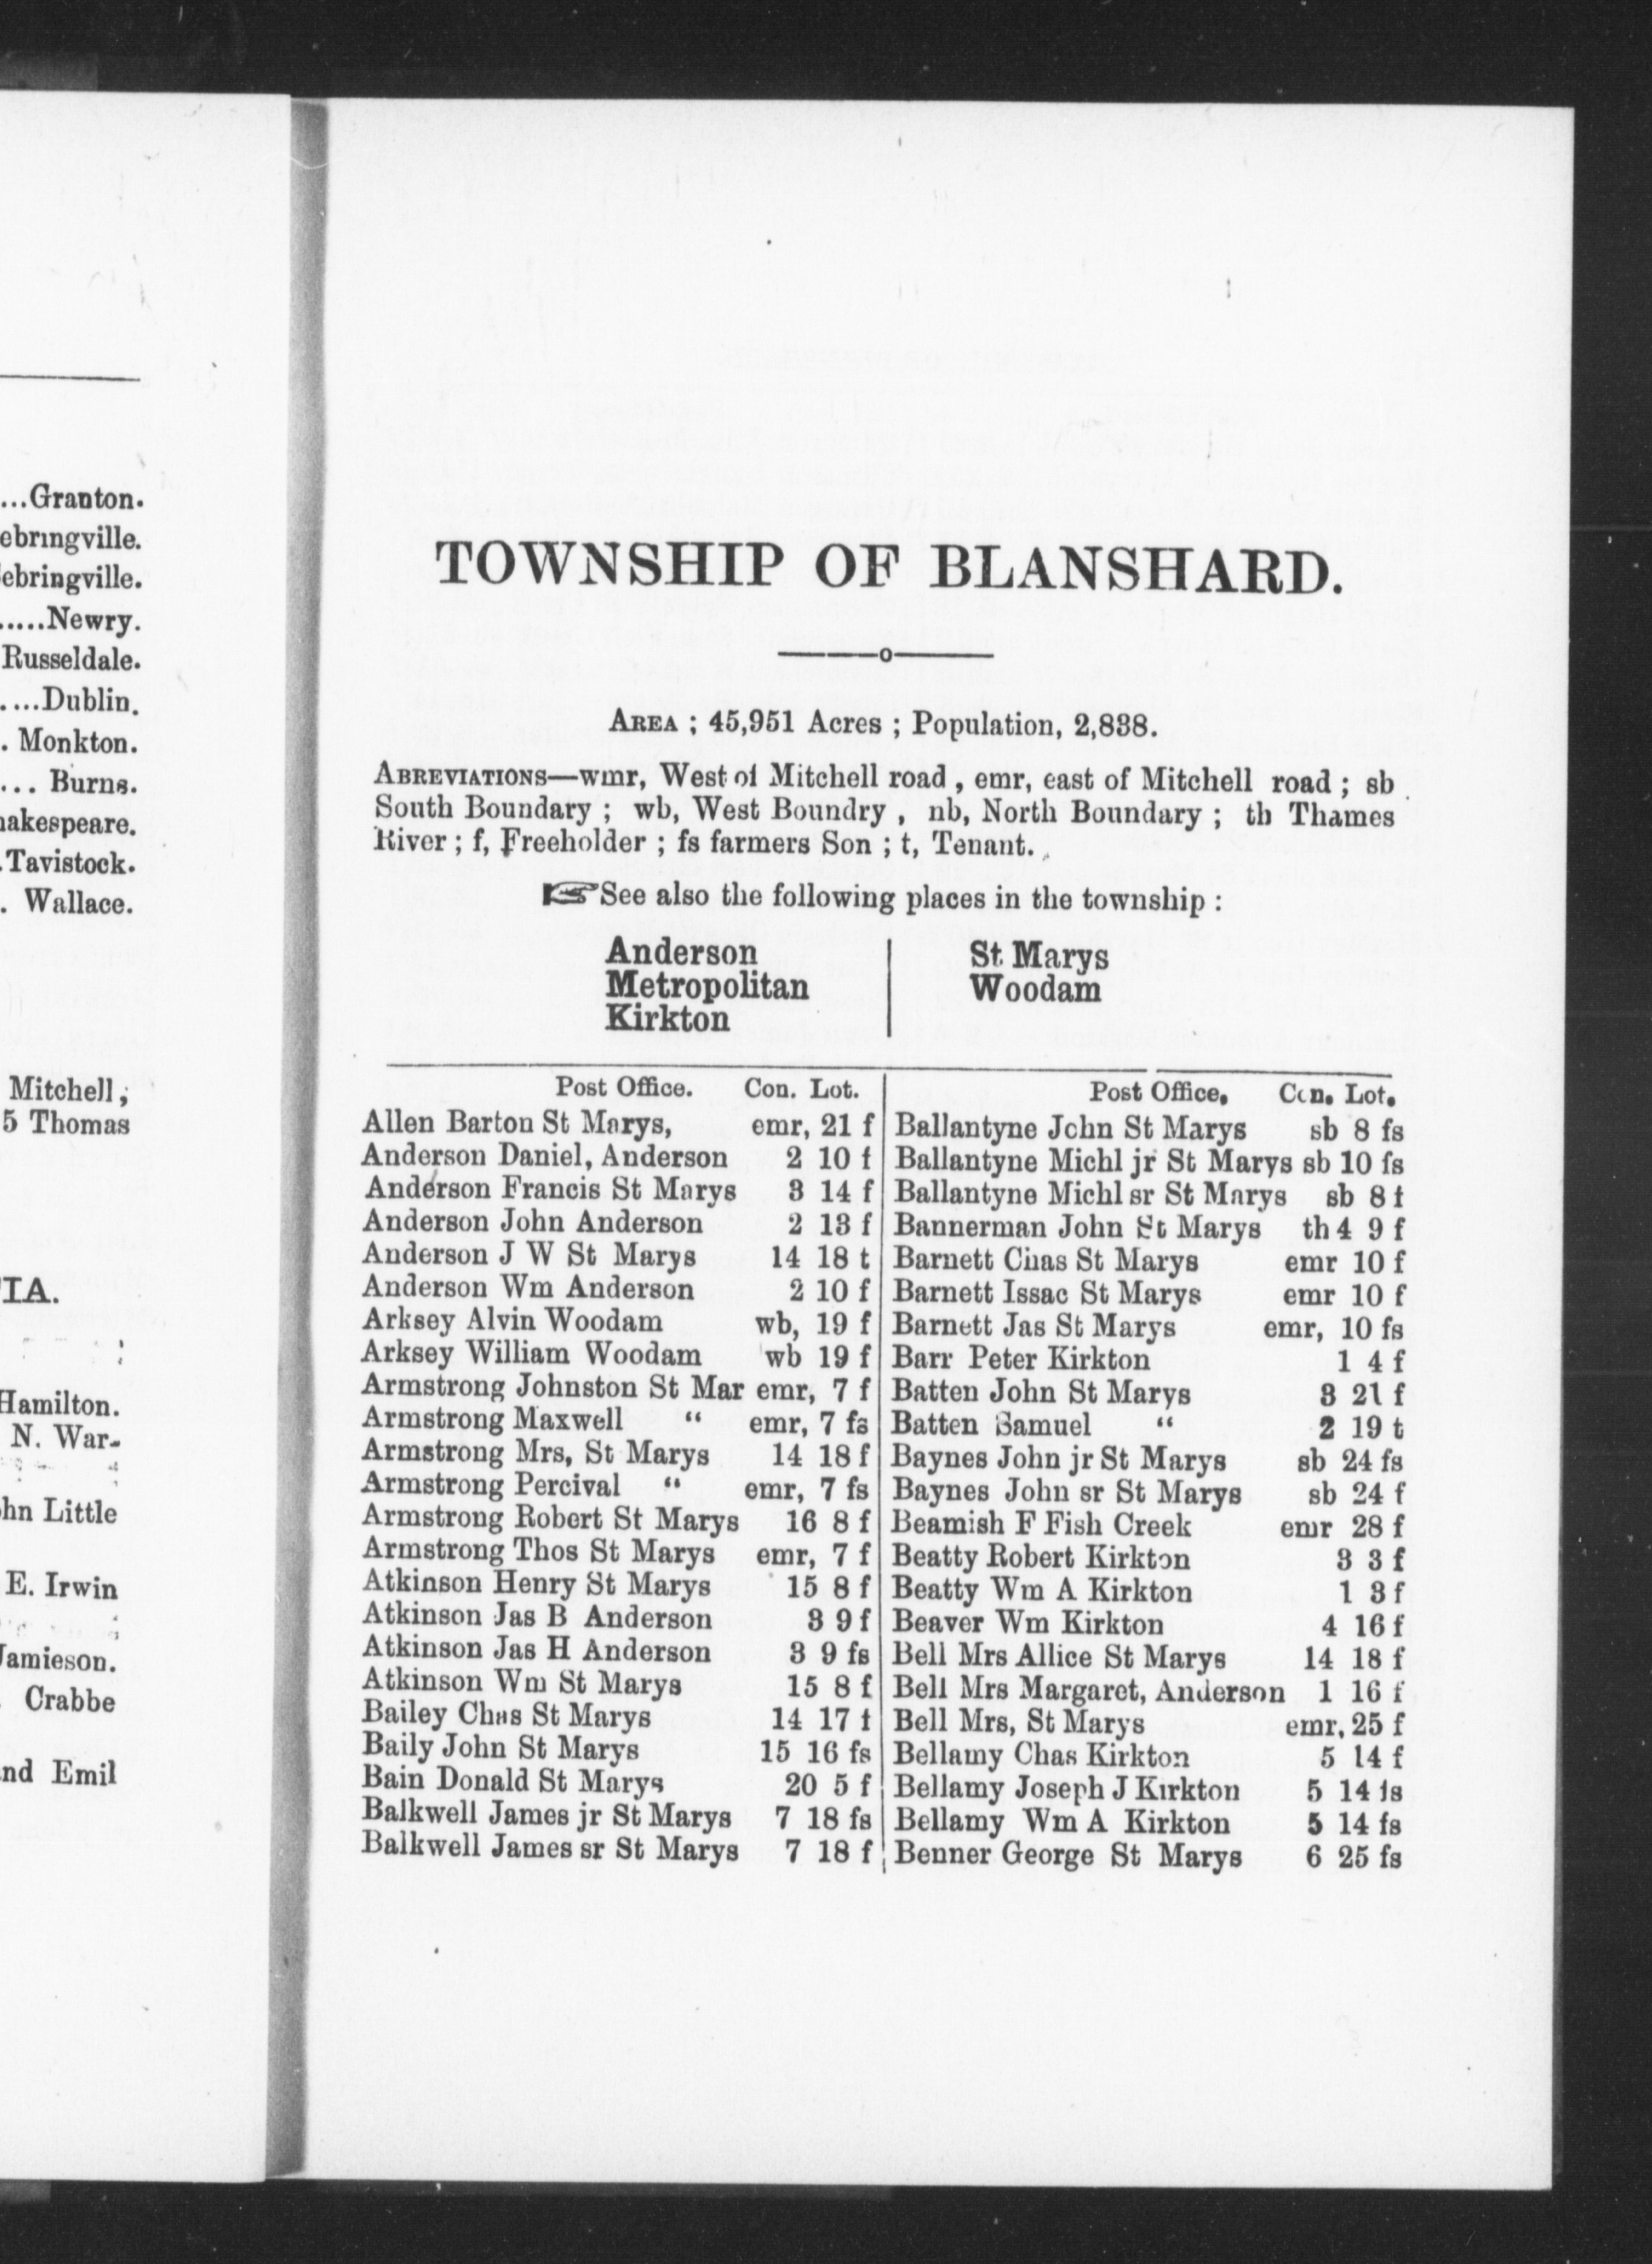 ...Granton.
ebringville.
ebringville.
.....Newry.
Russeldale.
....Dublin.
. Monkton.
... Burns.
akespeare.
.Tavistock.
. Wallace.
Mitchell;
5 Thomas
IA.
Hamilton.
N. War-
hn Little
E. Irwin
amieson.
Crabbe
nd Emil
TOWNSHIP OF BLANSHARD.
AREA ; 45,951 Acres ; Population, 2,838.
ABREVIATIONS—wmr, West of Mitchell road , emr, east of Mitchell road ; sb
South Boundary ; wb, West Boundry , nb, North Boundary ; th Thames
River ; f, Freeholder ; fs farmers Son ; t, Tenant.
☞See also the following places in the township :
Anderson
Metropolitan
Kirkton
St Marys
Woodam
Post Office. Con. Lot.
Allen Barton St Marys, emr, 21 f
Anderson Daniel, Anderson 2 10 f
Anderson Francis St Marys 3 14 f
Anderson John Anderson 2 13 f
Anderson J W St Marys 14 18 t
Anderson Wm Anderson 2 10 f
Arksey Alvin Woodam wb, 19 f
Arksey William Woodam wb 19 f
Armstrong Johnston St Mar emr, 7 f
Armstrong Maxwell “ emr, 7 fs
Armstrong Mrs, St Marys 14 18 f
Armstrong Percival “ emr, 7 fs
Armstrong Robert St Marys 16 8 f
Armstrong Thos St Marys emr, 7 f
Atkinson Henry St Marys 15 8 f
Atkinson Jas B Anderson 3 9 f
Atkinson Jas H Anderson 3 9 fs
Atkinson Wm St Marys 15 8 f
Bailey Chas St Marys 14 17 t
Baily John St Marys 15 16 fs
Bain Donald St Marys 20 5 f
Balkwell James jr St Marys 7 18 fs
Balkwell James sr St Marys 7 18 f
Post Office. Con. Lot.
Ballantyne John St Marys sb 8 fs
Ballantyne Michl jr St Marys sb 10 fs
Ballantyne Michl sr St Marys sb 8 f
Bannerman John St Marys th 4 9 f
Barnett Chas St Marys emr 10 f
Barnett Issac St Marys emr 10 f
Barnett Jas St Marys emr, 10 fs
Barr Peter Kirkton 1 4 f
Batten John St Marys 3 21 f
Batten Samuel “ 2 19 t
Baynes John jr St Marys sb 24 fs
Baynes John sr St Marys sb 24 f
Beamish F Fish Creek emr 28 f
Beatty Robert Kirkton 3 3 f
Beatty Wm A Kirkton 1 3 f
Beaver Wm Kirkton 4 16 f
Bell Mrs Allice St Marys 14 18 f
Bell Mrs Margaret, Anderson 1 16 f
Bell Mrs, St Marys emr, 25 f
Bellamy Chas Kirkton 5 14 f
Bellamy Joseph J Kirkton 5 14 fs
Bellamy Wm A Kirkton 5 14 fs
Benner George St Marys 6 25 fs